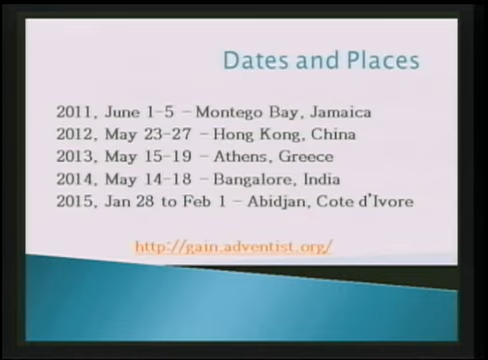 Dates and Places
2011, June 1-5 – Montego Bay, Jamaica
2012, May 23-27 – Hong Kong, China
2013, May 15-19 – Athens, Greece
2014, May 14-18 – Bangalore, India
2015, Jan 28 to Feb 1 – Abidjan, Cote d'Ivore
http://gain.adventist.org/